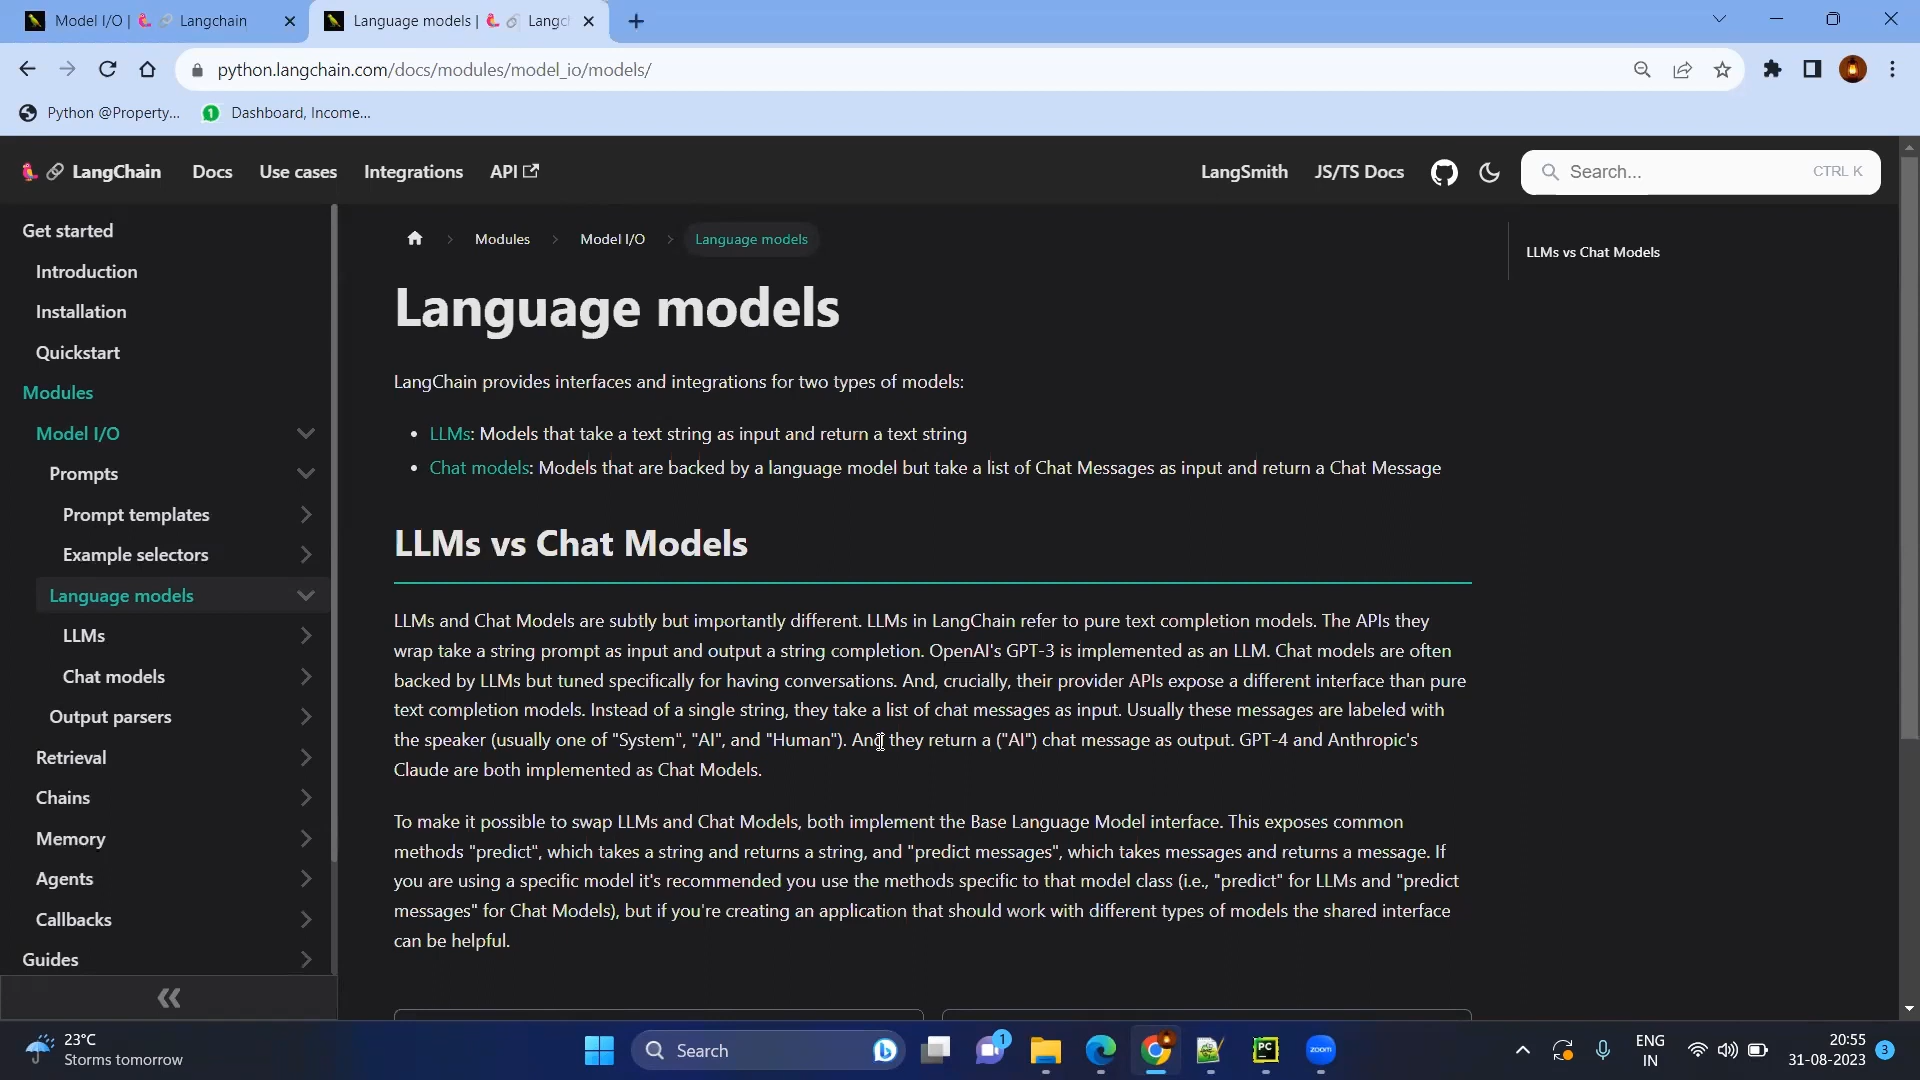 Model I/O | Langchain
Language models | Langc
python.langchain.com/docs/modules/model_io/models/
Python @Property...
Dashboard, Income...
LangChain Docs Use cases Integrations API
LangSmith JS/TS Docs Search... CTRL K
Get started
Introduction
Installation
Quickstart
Modules
Model I/O
Prompts
Prompt templates
Example selectors
Language models
LLMs
Chat models
Output parsers
Retrieval
Chains
Memory
Agents
Callbacks
Guides
Modules Model I/O Language models
Language models
LangChain provides interfaces and integrations for two types of models:
• LLMs: Models that take a text string as input and return a text string
• Chat models: Models that are backed by a language model but take a list of Chat Messages as input and return a Chat Message
LLMs vs Chat Models
LLMs and Chat Models are subtly but importantly different. LLMs in LangChain refer to pure text completion models. The APIs they
wrap take a string prompt as input and output a string completion. OpenAI's GPT-3 is implemented as an LLM. Chat models are often
backed by LLMs but tuned specifically for having conversations. And, crucially, their provider APIs expose a different interface than pure
text completion models. Instead of a single string, they take a list of chat messages as input. Usually these messages are labeled with
the speaker (usually one of "System", "AI", and "Human"). And they return a ("AI") chat message as output. GPT-4 and Anthropic's
Claude are both implemented as Chat Models.
To make it possible to swap LLMs and Chat Models, both implement the Base Language Model interface. This exposes common
methods "predict", which takes a string and returns a string, and "predict messages", which takes messages and returns a message. If
you are using a specific model it's recommended you use the methods specific to that model class (i.e., "predict" for LLMs and "predict
messages" for Chat Models), but if you're creating an application that should work with different types of models the shared interface
can be helpful.
LLMs vs Chat Models
23°C
Storms tomorrow
Search
1
PC
zoom
ENG
IN
20:55
31-08-2023
3